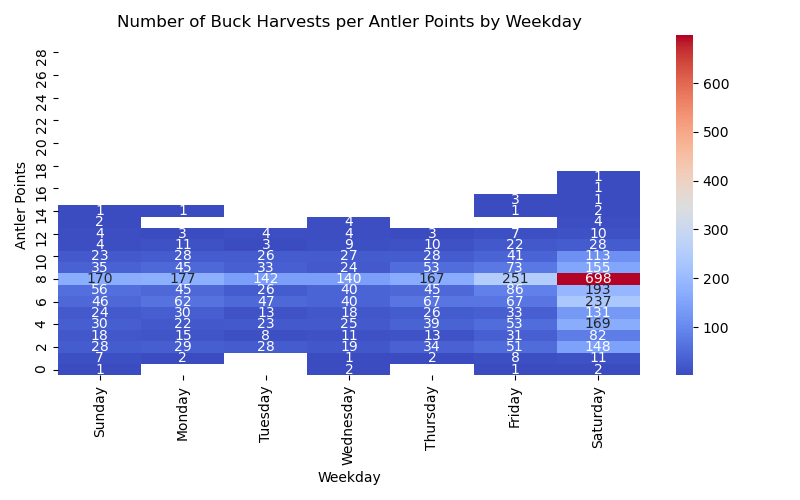 Number of Buck Harvests per Antler Points by Weekday
Antler Points
28
26
24
22
20
18
1
16 1
3 1
14 1 1 1 2
2 4 4
12 4 3 4 4 3 7 10
4 11 3 9 10 22 28
10 23 28 26 27 28 41 113
35 45 33 24 53 73 155
8 170 177 142 140 167 251 698
56 45 26 40 45 86 193
6 46 62 47 40 67 67 237
24 30 13 18 26 33 131
4 30 22 23 25 39 53 169
18 15 8 11 13 31 82
2 28 29 28 19 34 51 148
7 2 1 2 8 11
0 1 2 1 2
Sunday Monday Tuesday Wednesday Thursday Friday Saturday
Weekday
600
500
400
300
200
100